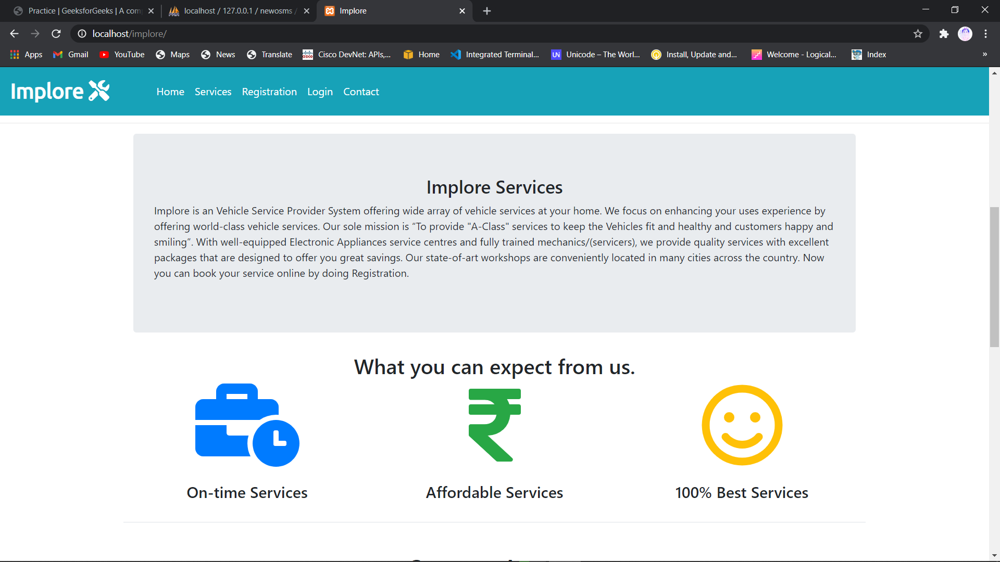 Practice | GeeksforGeeks | A com
localhost / 127.0.0.1 / newosms /
Implore
localhost/implore/
Apps
Gmail
YouTube
Maps
News
Translate
Cisco DevNet: APIs,...
Home
Integrated Terminal...
Unicode – The Worl...
Install, Update and...
Welcome - Logical...
Index
»
Implore
Home
Services
Registration
Login
Contact
Implore Services
Implore is an Vehicle Service Provider System offering wide array of vehicle services at your home. We focus on enhancing your uses experience by
offering world-class vehicle services. Our sole mission is “To provide "A-Class" services to keep the Vehicles fit and healthy and customers happy and
smiling”. With well-equipped Electronic Appliances service centres and fully trained mechanics/(servicers), we provide quality services with excellent
packages that are designed to offer you great savings. Our state-of-art workshops are conveniently located in many cities across the country. Now
you can book your service online by doing Registration.
What you can expect from us.
₹
On-time Services
Affordable Services
100% Best Services